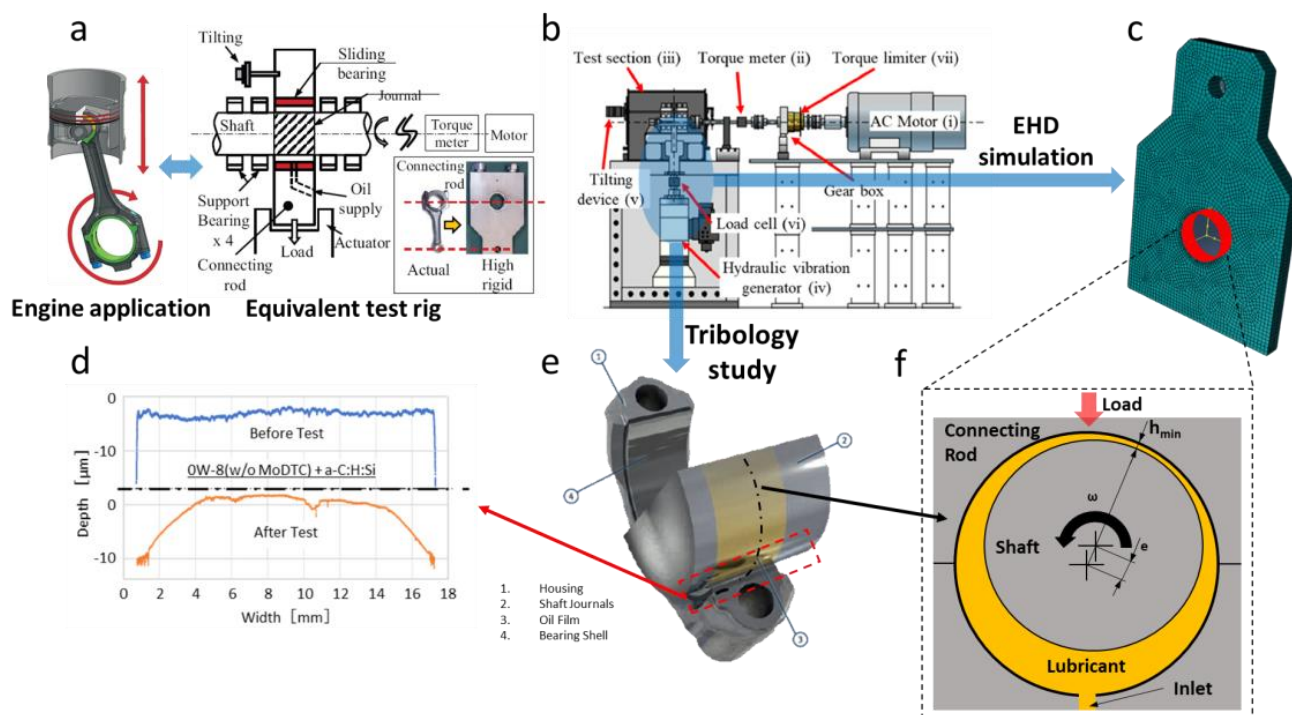 a
Tilting
Sliding
bearing
Journal
Shaft
Torque
meter
Motor
Connecting
rod
Oil
supply
Support
Bearing
x 4
Actuator
Load
Connecting
rod
Actual
High
rigid
Engine application
Equivalent test rig
b
Test section (iii)
Torque meter (ii)
Torque limiter (vii)
AC Motor (i)
Tilting
device (v)
Gear box
Load cell (vi)
Hydraulic vibration
generator (iv)
EHD
simulation
Tribology
study
c
d
0
-10
0
-10
Depth [μm]
Before Test
0W-8(w/o MoDTC) + a-C:H:Si
After Test
0 2 4 6 8 10 12 14 16 18
Width [mm]
e
1
2
4
3
1. Housing
2. Shaft Journals
3. Oil Film
4. Bearing Shell
f
Load
Connecting
Rod
hmin
ω
Shaft
e
Lubricant
Inlet